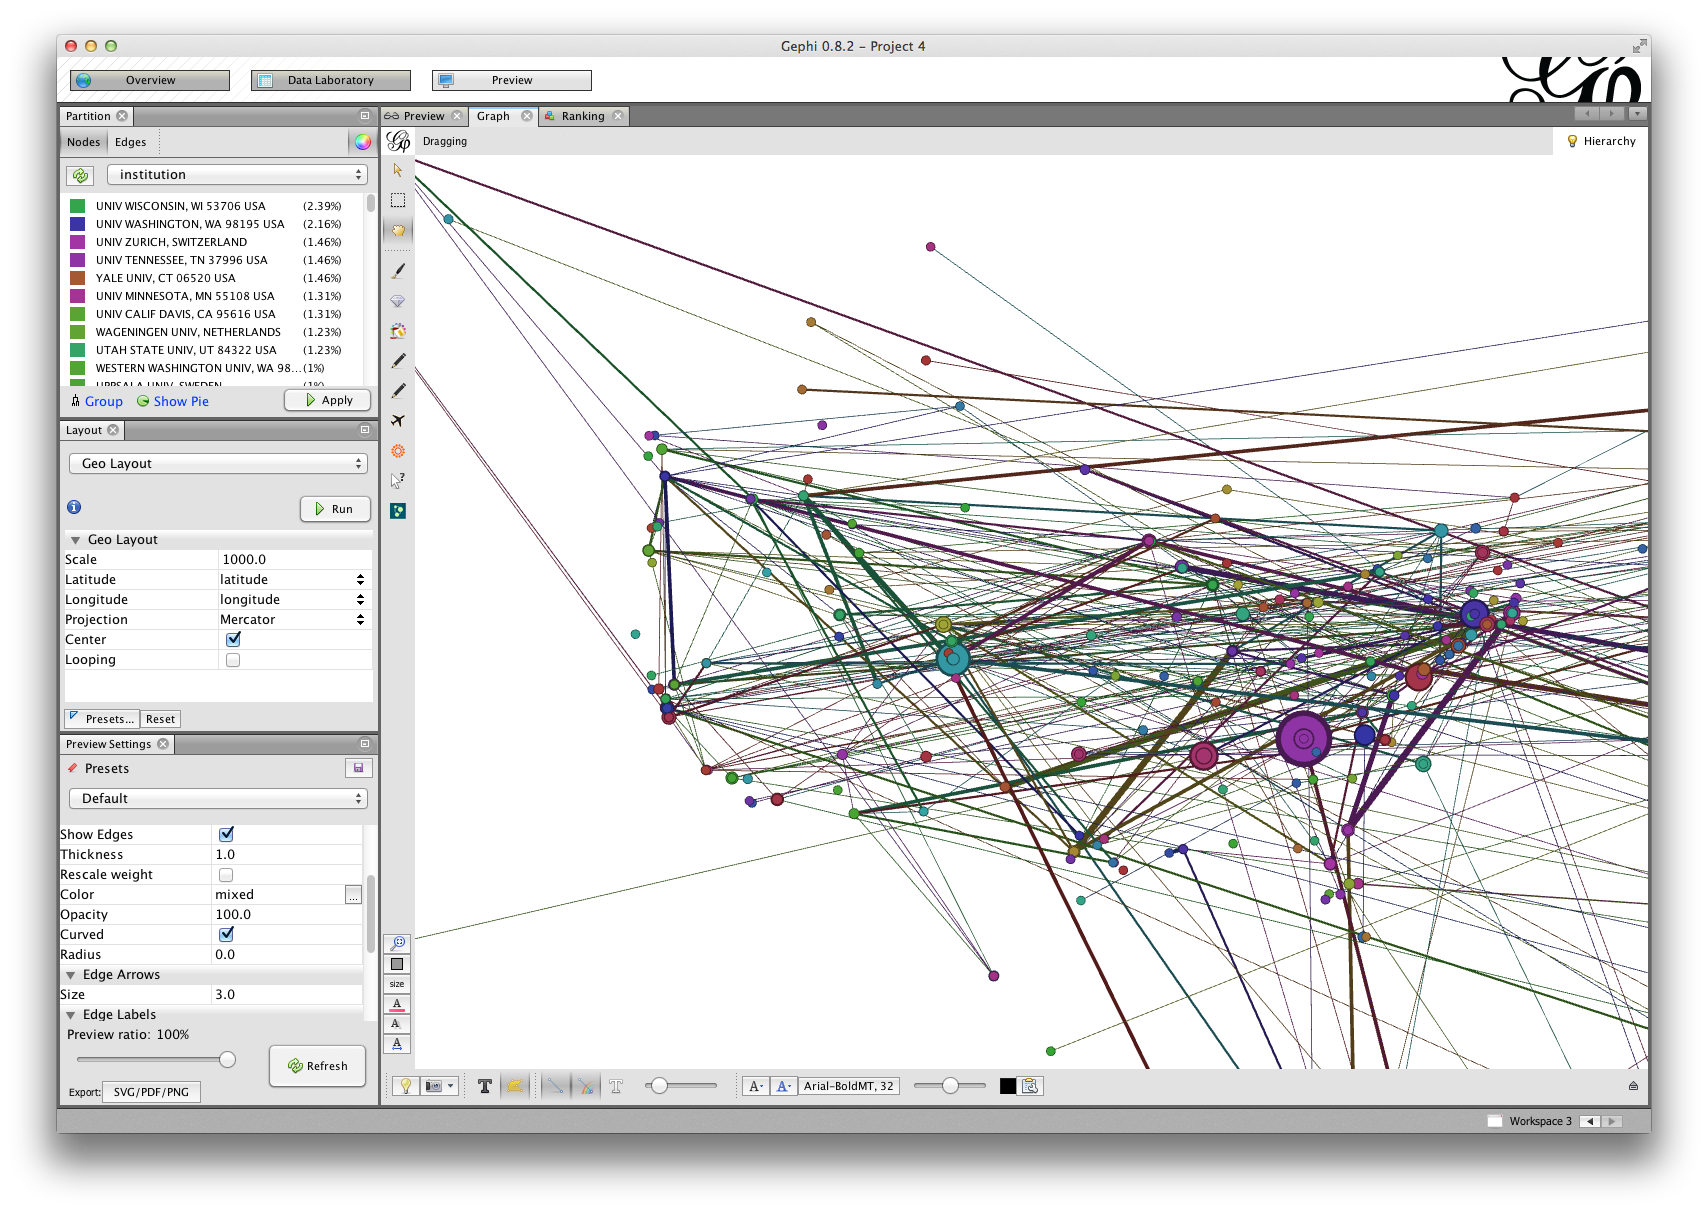 Gephi 0.8.2 – Project 4
Overview
Data Laboratory
Preview
Partition
Nodes Edges
institution
UNIV WISCONSIN, WI 53706 USA (2.39%)
UNIV WASHINGTON, WA 98195 USA (2.16%)
UNIV ZURICH, SWITZERLAND (1.46%)
UNIV TENNESSEE, TN 37996 USA (1.46%)
YALE UNIV, CT 06520 USA (1.46%)
UNIV MINNESOTA, MN 55108 USA (1.31%)
UNIV CALIF DAVIS, CA 95616 USA (1.31%)
WAGENINGEN UNIV, NETHERLANDS (1.23%)
UTAH STATE UNIV, UT 84322 USA (1.23%)
WESTERN WASHINGTON UNIV, WA 98...(1%)
UPPSALA UNIV, SWEDEN (1%)
Group Show Pie Apply
Layout
Geo Layout
Run
Geo Layout
Scale 1000.0
Latitude latitude
Longitude longitude
Projection Mercator
Center
Looping
Presets... Reset
Preview Settings
Presets
Default
Show Edges
Thickness 1.0
Rescale weight
Color mixed ...
Opacity 100.0
Curved
Radius 0.0
Edge Arrows
Size 3.0
Edge Labels
Preview ratio: 100%
Refresh
Export: SVG/PDF/PNG
Preview Graph Ranking
Dragging
Hierarchy
size
A
A
A
T T A- A- Arial-BoldMT, 32
Workspace 3